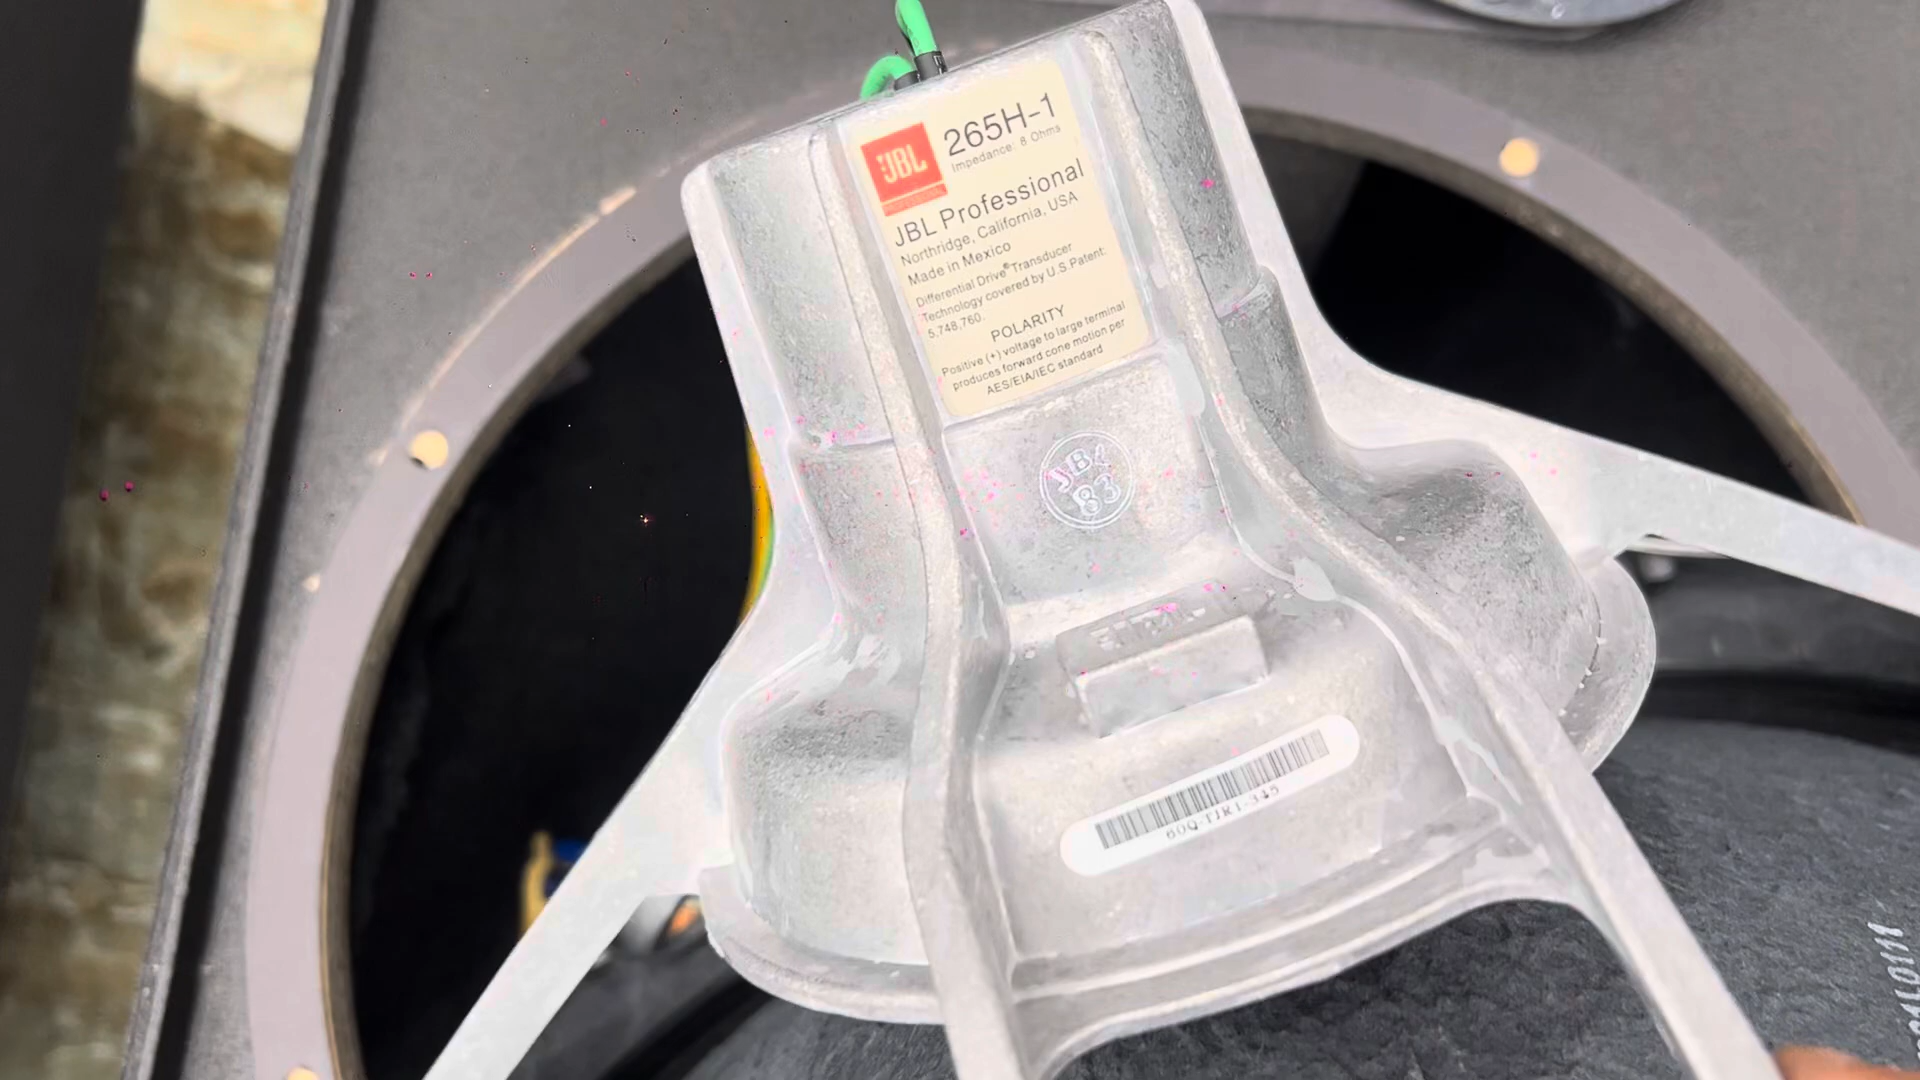 JBL
PROFESSIONAL
265H-1
Impedance: 8 Ohms
JBL Professional
Northridge, California, USA
Made in Mexico
Differential Drive® Transducer
Technology covered by U.S Patent:
5,748,760.
POLARITY
Positive (+) voltage to large terminal
produces forward cone motion per
AES/EIA/IEC standard
JBL
B3